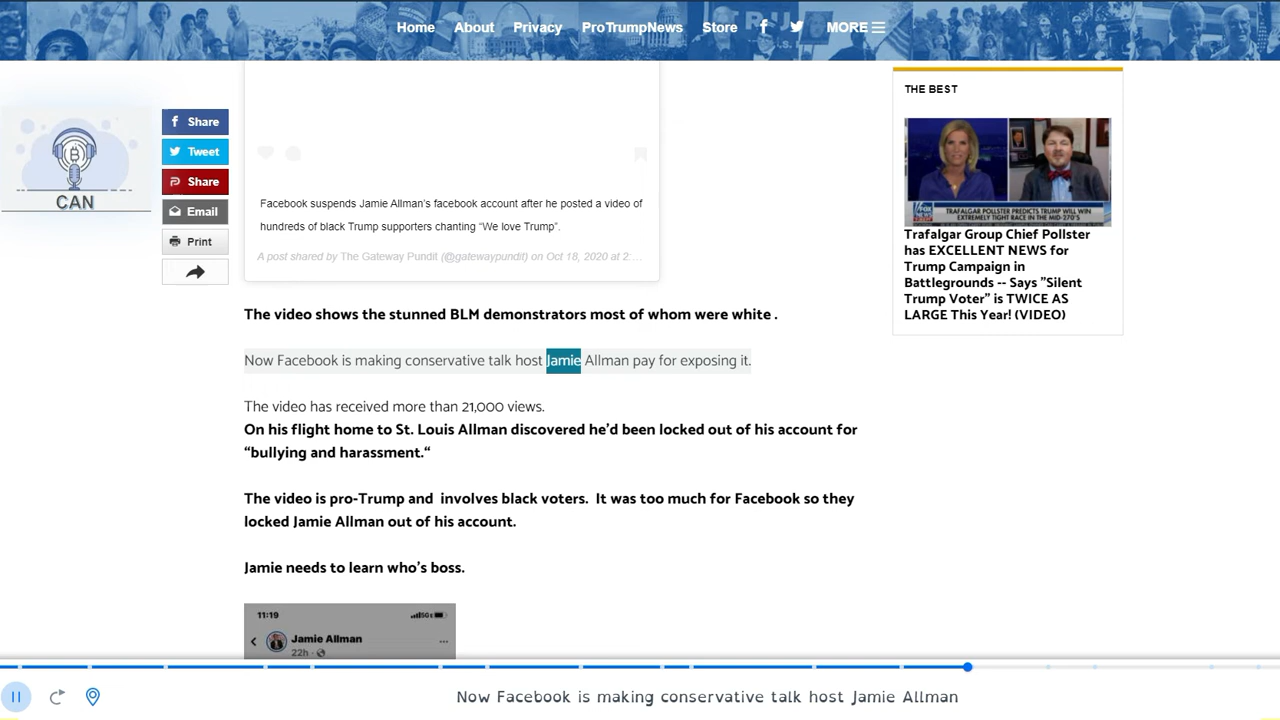 Home About Privacy ProTrumpNews Store MORE
THE BEST
Share
Tweet
Share
Email
Print
CAN
Facebook suspends Jamie Allman's facebook account after he posted a video of
hundreds of black Trump supporters chanting “We love Trump”.
A post shared by The Gateway Pundit (@gatewaypundit) on Oct 18, 2020 at 2:...
TRAFALGAR POLLSTER PREDICTS TRUMP WILL WIN
EXTREMELY TIGHT RACE IN THE MID-270'S
Trafalgar Group Chief Pollster
has EXCELLENT NEWS for
Trump Campaign in
Battlegrounds -- Says "Silent
Trump Voter" is TWICE AS
LARGE This Year! (VIDEO)
The video shows the stunned BLM demonstrators most of whom were white .
Now Facebook is making conservative talk host Jamie Allman pay for exposing it.
The video has received more than 21,000 views.
On his flight home to St. Louis Allman discovered he'd been locked out of his account for
“bullying and harassment.“
The video is pro-Trump and involves black voters. It was too much for Facebook so they
locked Jamie Allman out of his account.
Jamie needs to learn who's boss.
11:19
5G
Jamie Allman
22h
Now Facebook is making conservative talk host Jamie Allman